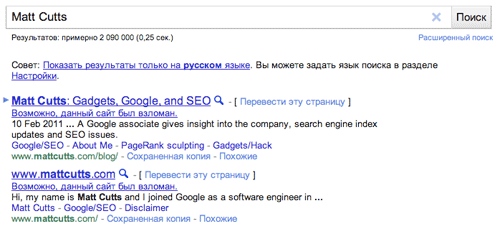 Matt Cutts
Поиск
Результатов: примерно 2 090 000 (0,25 сек.)
Расширенный поиск
Совет: Показать результаты только на русском языке. Вы можете задать язык поиска в разделе
Настройки.
Matt Cutts: Gadgets, Google, and SEO - [ Перевести эту страницу ]
Возможно, данный сайт был взломан.
10 Feb 2011 ... A Google associate gives insight into the company, search engine index
updates and SEO issues.
Google/SEO - About Me - PageRank sculpting - Gadgets/Hack
www.mattcutts.com/blog/ - Сохраненная копия - Похожие
www.mattcutts.com - [ Перевести эту страницу ]
Возможно, данный сайт был взломан.
Hi, my name is Matt Cutts and I joined Google as a software engineer in ...
Matt Cutts - Google/SEO - Disclaimer
www.mattcutts.com/ - Сохраненная копия - Похожие